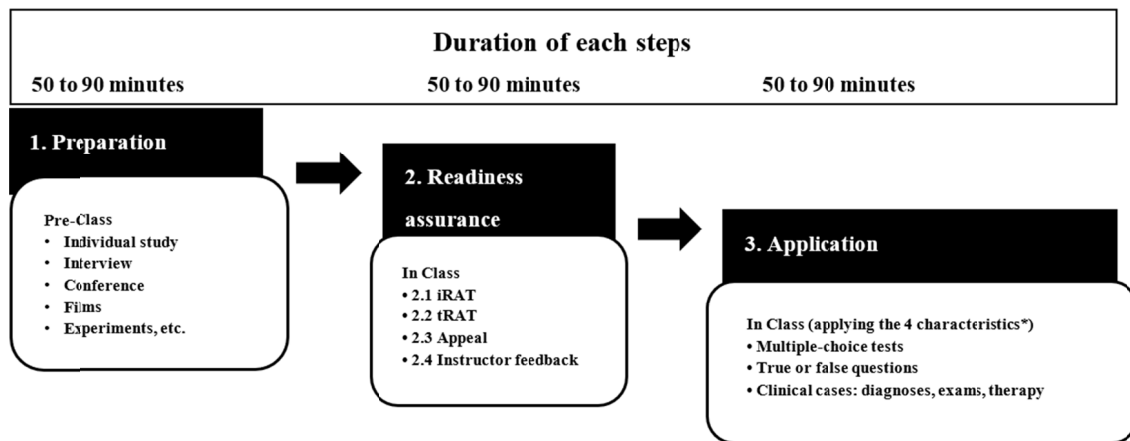 Duration of each steps
50 to 90 minutes 50 to 90 minutes 50 to 90 minutes
1. Preparation
Pre-Class
• Individual study
• Interview
• Conference
• Films
• Experiments, etc.
2. Readiness
assurance
In Class
• 2.1 iRAT
• 2.2 tRAT
• 2.3 Appeal
• 2.4 Instructor feedback
3. Application
In Class (applying the 4 characteristics*)
• Multiple-choice tests
• True or false questions
• Clinical cases: diagnoses, exams, therapy